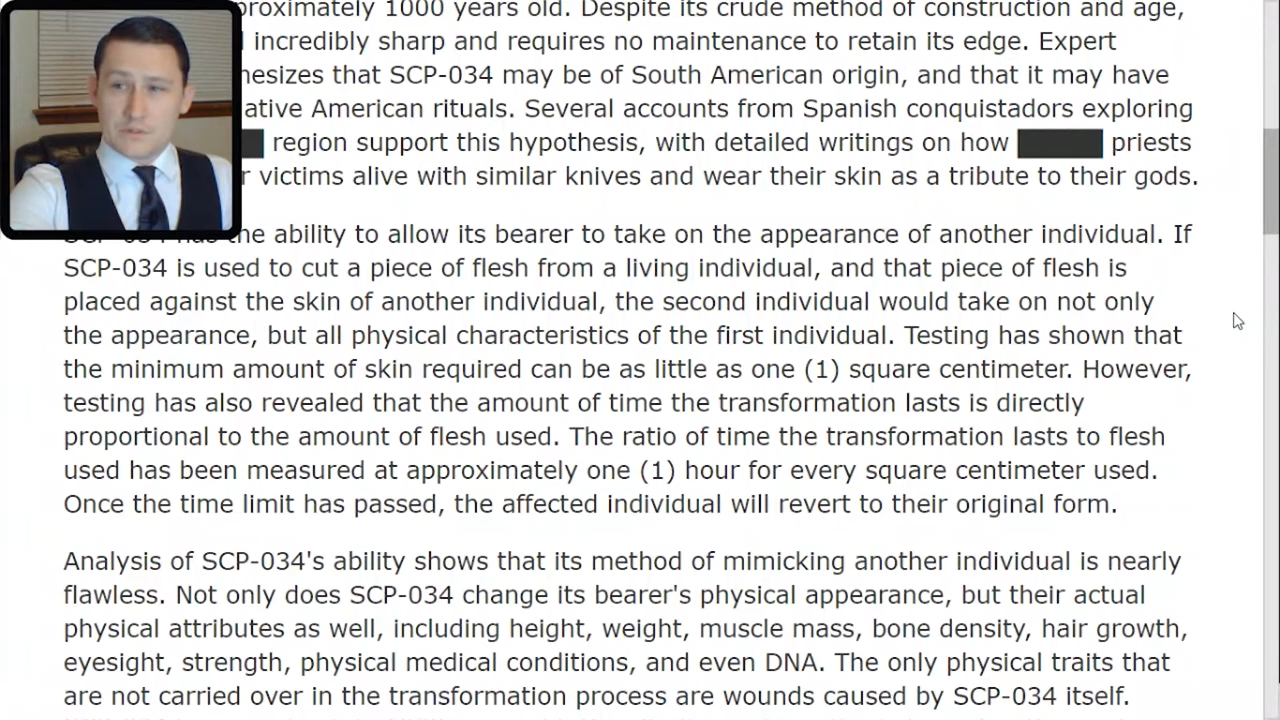 1000 years old. Despite its crude method of construction and age,
incredibly sharp and requires no maintenance to retain its edge. Expert
that SCP-034 may be of South American origin, and that it may have
American rituals. Several accounts from Spanish conquistadors exploring
region support this hypothesis, with detailed writings on how priests
victims alive with similar knives and wear their skin as a tribute to their gods.
the ability to allow its bearer to take on the appearance of another individual. If
SCP-034 is used to cut a piece of flesh from a living individual, and that piece of flesh is
placed against the skin of another individual, the second individual would take on not only
the appearance, but all physical characteristics of the first individual. Testing has shown that
the minimum amount of skin required can be as little as one (1) square centimeter. However,
testing has also revealed that the amount of time the transformation lasts is directly
proportional to the amount of flesh used. The ratio of time the transformation lasts to flesh
used has been measured at approximately one (1) hour for every square centimeter used.
Once the time limit has passed, the affected individual will revert to their original form.
Analysis of SCP-034's ability shows that its method of mimicking another individual is nearly
flawless. Not only does SCP-034 change its bearer's physical appearance, but their actual
physical attributes as well, including height, weight, muscle mass, bone density, hair growth,
eyesight, strength, physical medical conditions, and even DNA. The only physical traits that
are not carried over in the transformation process are wounds caused by SCP-034 itself.